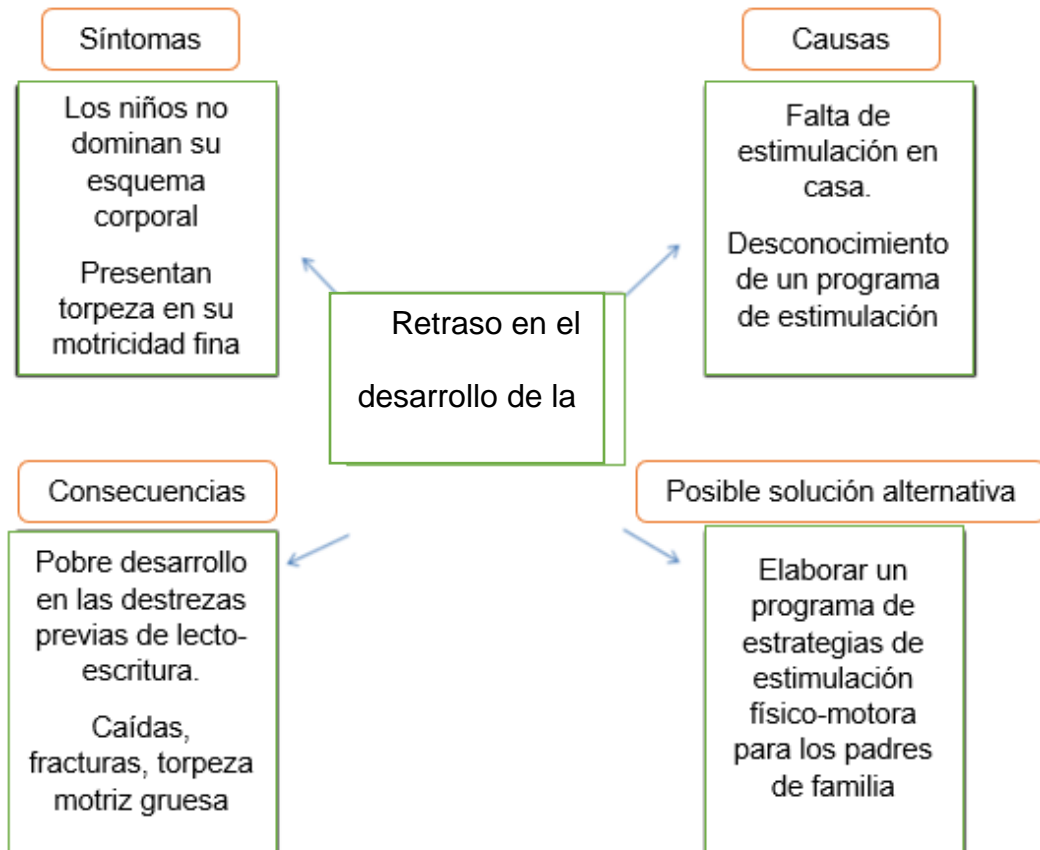 Síntomas
Los niños no
dominan su
esquema
corporal
Presentan
torpeza en su
motricidad fina
Causas
Falta de
estimulación en
casa.
Desconocimiento
de un programa
de estimulación
Retraso en el
desarrollo de la
Consecuencias
Pobre desarrollo
en las destrezas
previas de lecto-
escritura.
Caídas,
fracturas, torpeza
motriz gruesa
Posible solución alternativa
Elaborar un
programa de
estrategias de
estimulación
físico-motora
para los padres
de familia